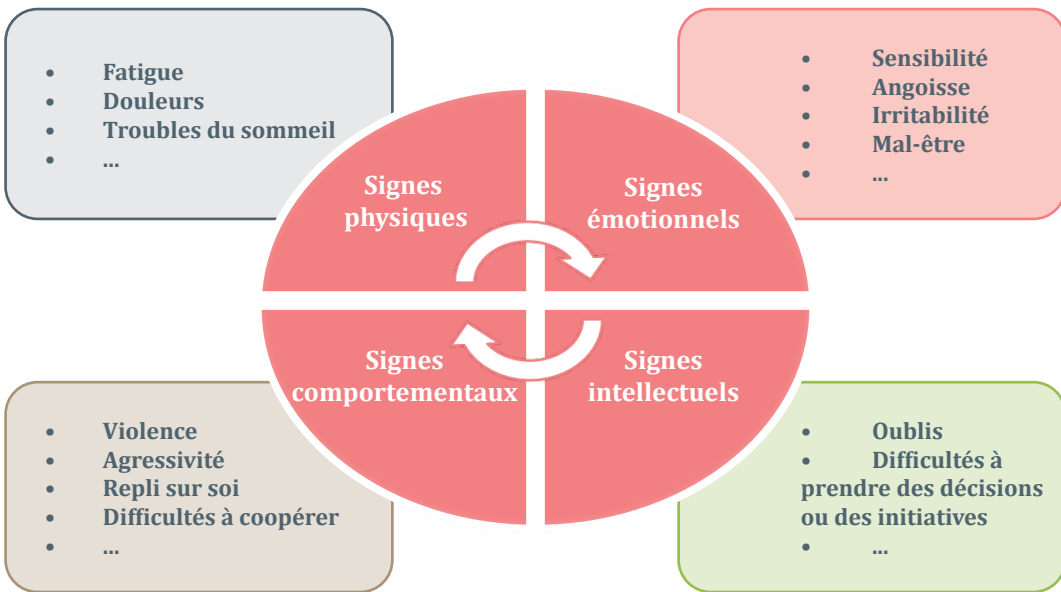 • Fatigue
• Douleurs
• Troubles du sommeil
• ...
• Sensibilité
• Angoisse
• Irritabilité
• Mal-être
• ...
Signes
physiques
Signes
émotionnels
Signes
comportementaux
Signes
intellectuels
• Violence
• Agressivité
• Repli sur soi
• Difficultés à coopérer
• ...
• Oublis
• Difficultés à
prendre des décisions
ou des initiatives
• ...